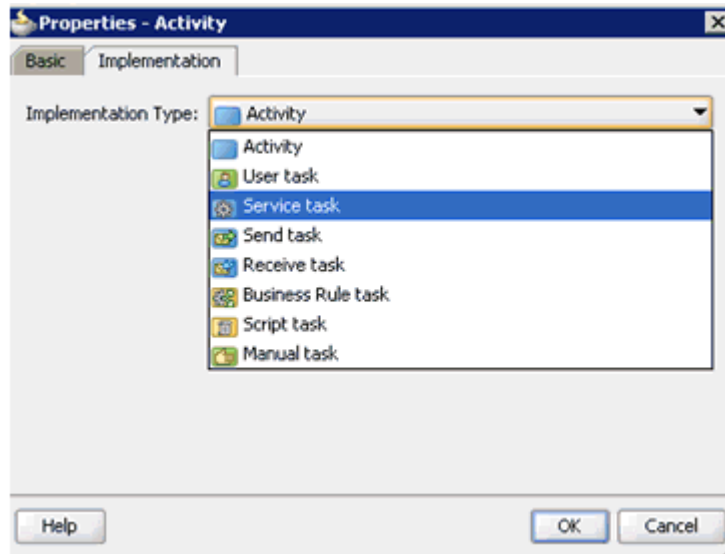 Properties - Activity
Basic Implementation
Implementation Type: Activity
Activity
User task
Service task
Send task
Receive task
Business Rule task
Script task
Manual task
Help OK Cancel